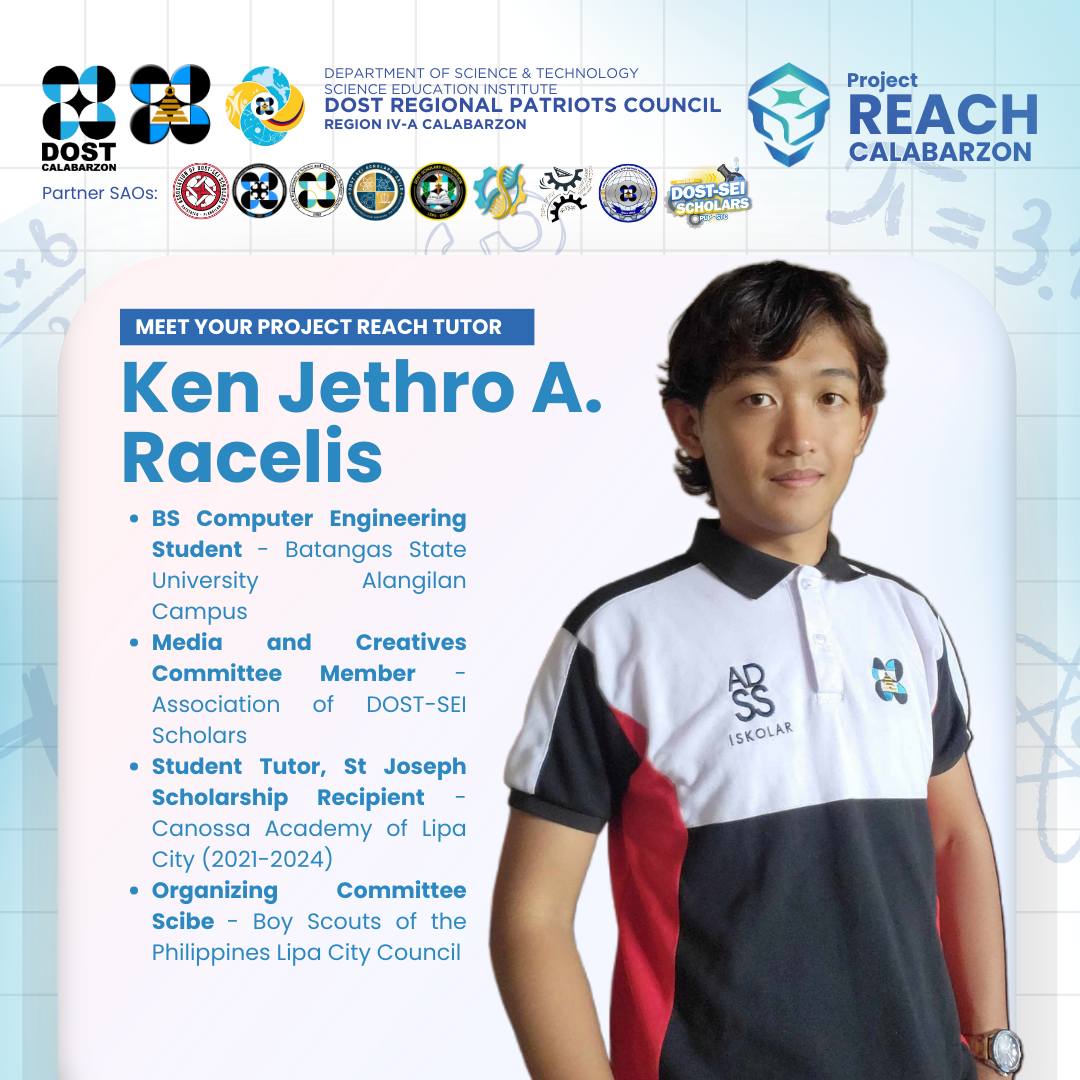 DEPARTMENT OF SCIENCE & TECHNOLOGY
SCIENCE EDUCATION INSTITUTE
DOST REGIONAL PATRIOTS COUNCIL
REGION IV-A CALABARZON
DOST
CALABARZON
Project
REACH
CALABARZON
Partner SAOs:
DOST-SEI
SCHOLARS
MEET YOUR PROJECT REACH TUTOR
Ken Jethro A.
Racelis
• BS Computer Engineering
Student - Batangas State
University Alangilan
Campus
• Media and Creatives
Committee Member -
Association of DOST-SEI
Scholars
• Student Tutor, St Joseph
Scholarship Recipient -
Canossa Academy of Lipa
City (2021-2024)
• Organizing Committee
Scibe - Boy Scouts of the
Philippines Lipa City Council
AD
SS
ISKOLAR